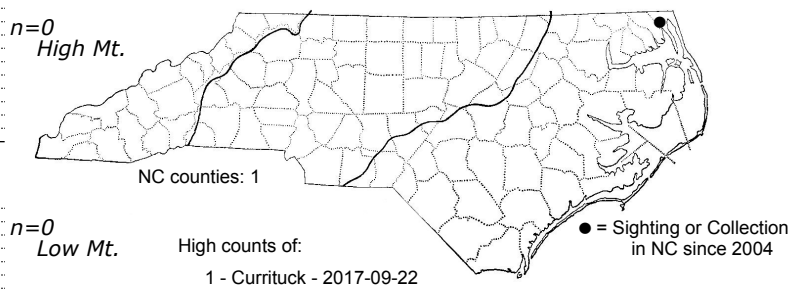 n=0
High Mt.
NC counties: 1
n=0
Low Mt.
High counts of:
1 - Currituck - 2017-09-22
● = Sighting or Collection
in NC since 2004